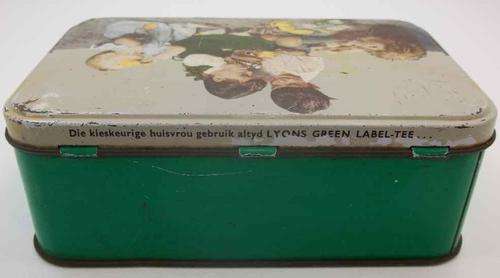 Die kieskeurige huisvrou gebruik altyd LYONS GREEN LABEL-TEE . . .